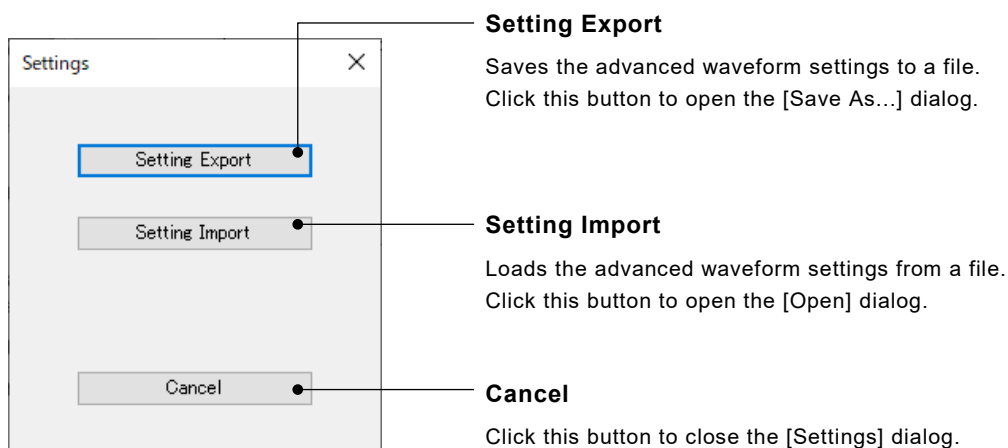 Settings
Setting Export
Setting Import
Cancel
Setting Export
Saves the advanced waveform settings to a file.
Click this button to open the [Save As...] dialog.
Setting Import
Loads the advanced waveform settings from a file.
Click this button to open the [Open] dialog.
Cancel
Click this button to close the [Settings] dialog.